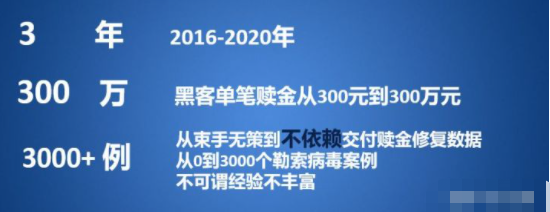 3 年 2016-2020年
300 万 黑客单笔赎金从300元到300万元
3000+ 例
从束手无策到不依赖交付赎金修复数据
从0到3000个勒索病毒案例
不可谓经验不丰富